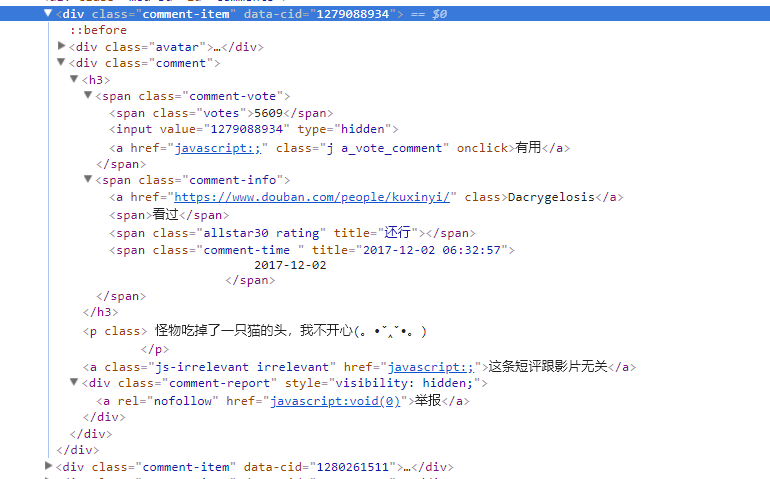 <div class="comment-item" data-cid="1279088934"> == $0
::before
<div class="avatar">…</div>
<div class="comment">
<h3>
<span class="comment-vote">
<span class="votes">5609</span>
<input value="1279088934" type="hidden">
<a href="javascript:;" class="j a_vote_comment" onclick>有用</a>
</span>
<span class="comment-info">
<a href="https://www.douban.com/people/kuxinyi/" class>Dacrygelosis</a>
<span>看过</span>
<span class="allstar30 rating" title="还行"></span>
<span class="comment-time " title="2017-12-02 06:32:57">
2017-12-02
</span>
</span>
</h3>
<p class> 怪物吃掉了一只猫的头，我不开心(。•ˇ‸ˇ•。)
</p>
<a class="js-irrelevant irrelevant" href="javascript:;">这条短评跟影片无关</a>
<div class="comment-report" style="visibility: hidden;">
<a rel="nofollow" href="javascript:void(0)">举报</a>
</div>
</div>
</div>
<div class="comment-item" data-cid="1280261511">…</div>